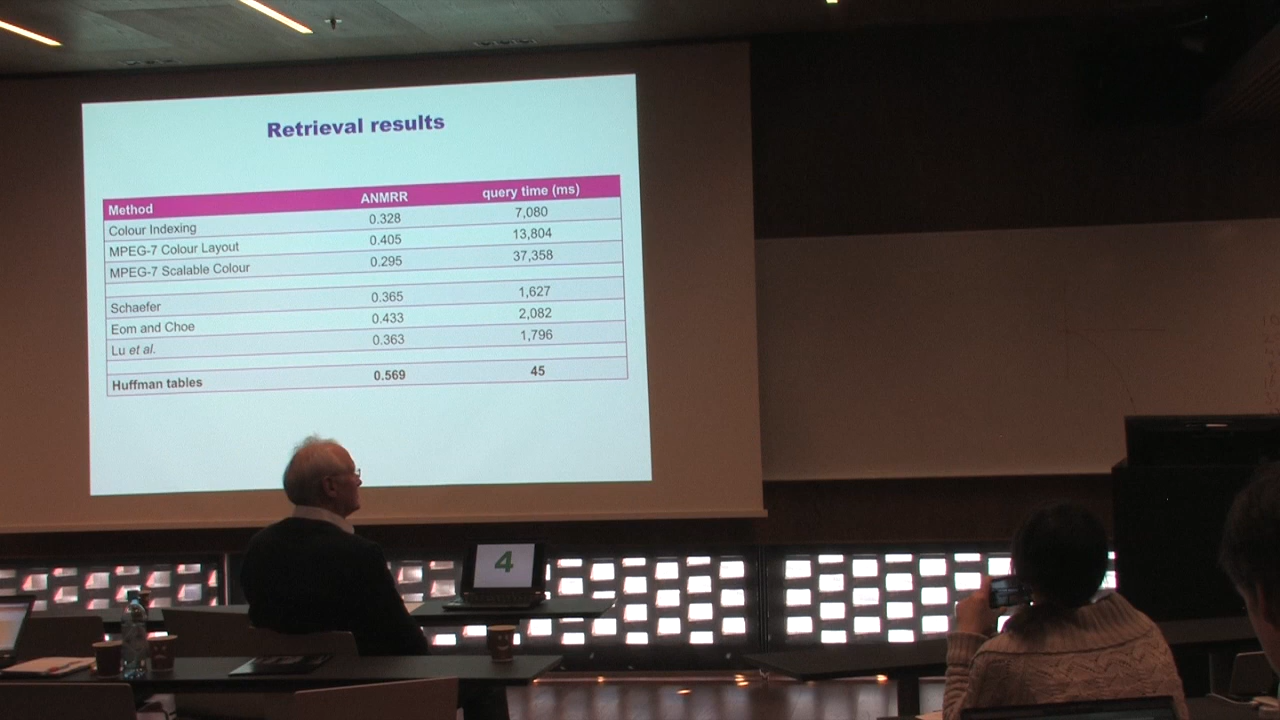 Retrieval results
Method ANMRR query time (ms)
Colour Indexing 0.328 7,080
MPEG-7 Colour Layout 0.405 13,804
MPEG-7 Scalable Colour 0.295 37,358
Schaefer 0.365 1,627
Eom and Choe 0.433 2,082
Lu et al. 0.363 1,796
Huffman tables 0.569 45
4